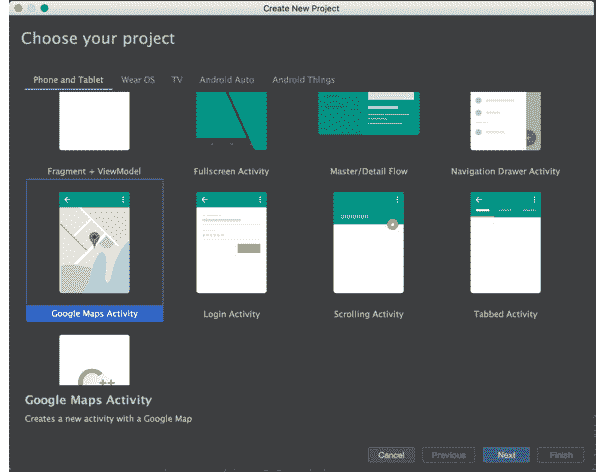 Create New Project
Choose your project
Phone and Tablet Wear OS TV Android Auto Android Things
Fragment + ViewModel Fullscreen Activity Master/Detail Flow Navigation Drawer Activity
Google Maps Activity Login Activity Scrolling Activity Tabbed Activity
C++
Google Maps Activity
Creates a new activity with a Google Map
Cancel Previous Next Finish